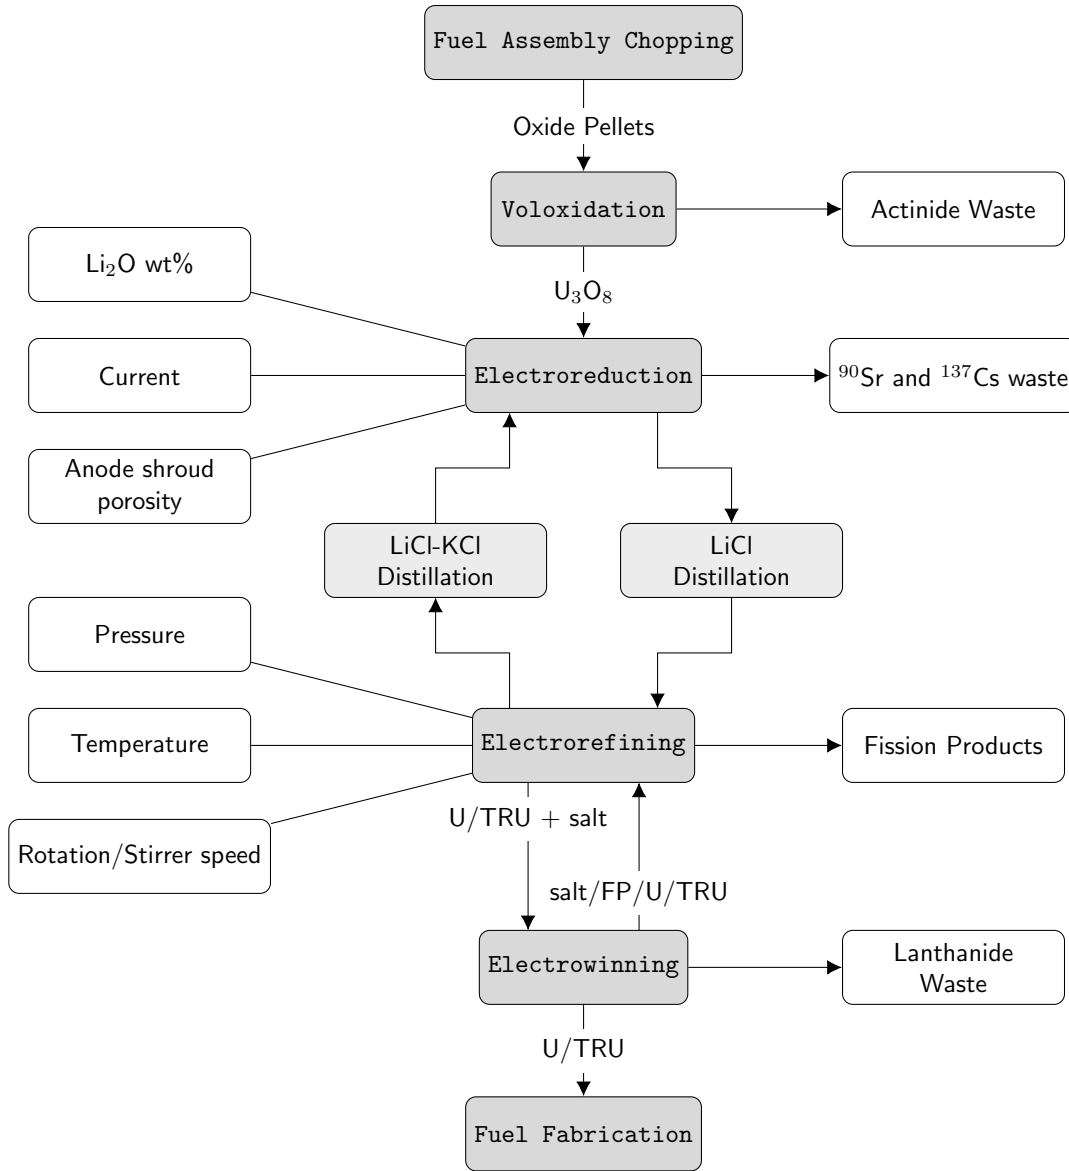 Fuel Assembly Chopping
Oxide Pellets
Voloxidation
Actinide Waste
Li₂O wt%
U₃O₈
Current
Electroreduction
⁹⁰Sr and ¹³⁷Cs waste
Anode shroud
porosity
LiCl-KCl
Distillation
LiCl
Distillation
Pressure
Temperature
Electrorefining
Fission Products
Rotation/Stirrer speed
U/TRU + salt
salt/FP/U/TRU
Electrowinning
Lanthanide
Waste
U/TRU
Fuel Fabrication